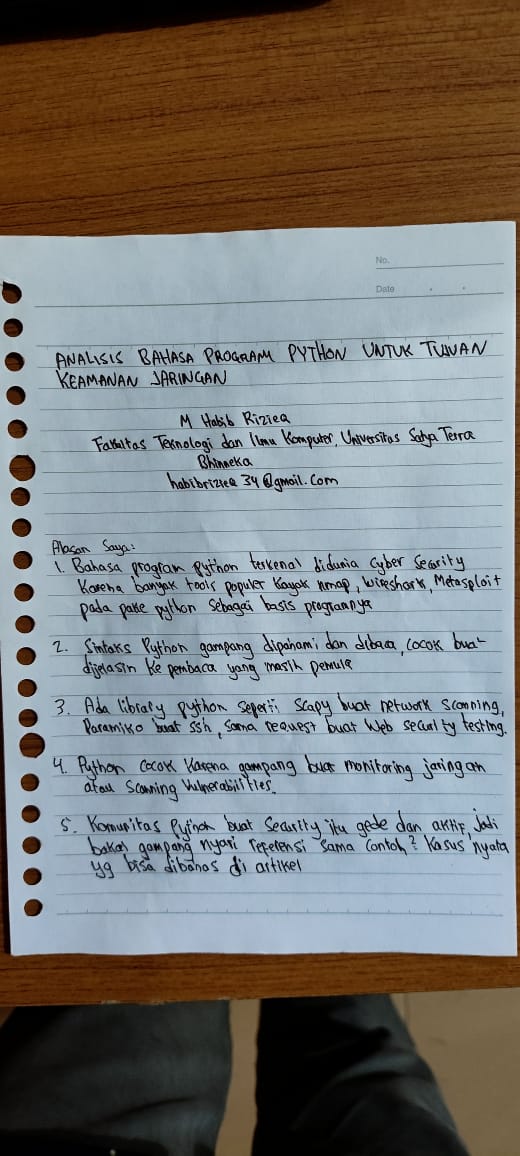 No.
Date
ANALISIS BAHASA PROGRAM PYTHON UNTUK TUJUAN
KEAMANAN JARINGAN
M Habib Rizieq
Fakultas Teknologi dan Ilmu Komputer, Universitas Satya Terra
Bhinneka
habibrizieq34@gmail.com
Alasan Saya:
1. Bahasa program python terkenal didunia Cyber Security
karena banyak tools populer kayak nmap, wireshark, Metasploit
pada pake python sebagai basis programnya
2. Sintaks Python gampang dipahami dan dibaca, cocok buat
dijelasin ke pembaca yang masih pemula
3. Ada library python seperti Scapy buat network scanning,
Paramiko buat ssh, sama request buat Web security testing.
4. Python cocok karena gampang buat monitoring jaringan
atau Scanning Vulnerabilities.
5. Komunitas Python buat Security itu gede dan aktif, jadi
bakal gampang nyari referensi sama contoh2 kasus nyata
yg bisa dibahas di artikel